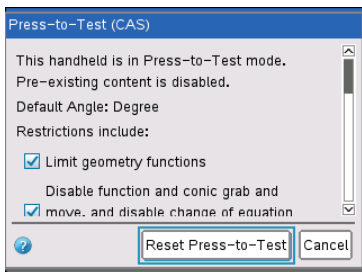 Press-to-Test (CAS)
This handheld is in Press-to-Test mode.
Pre-existing content is disabled.
Default Angle: Degree
Restrictions include:
Limit geometry functions
Disable function and conic grab and
move, and disable change of equation
Reset Press-to-Test
Cancel